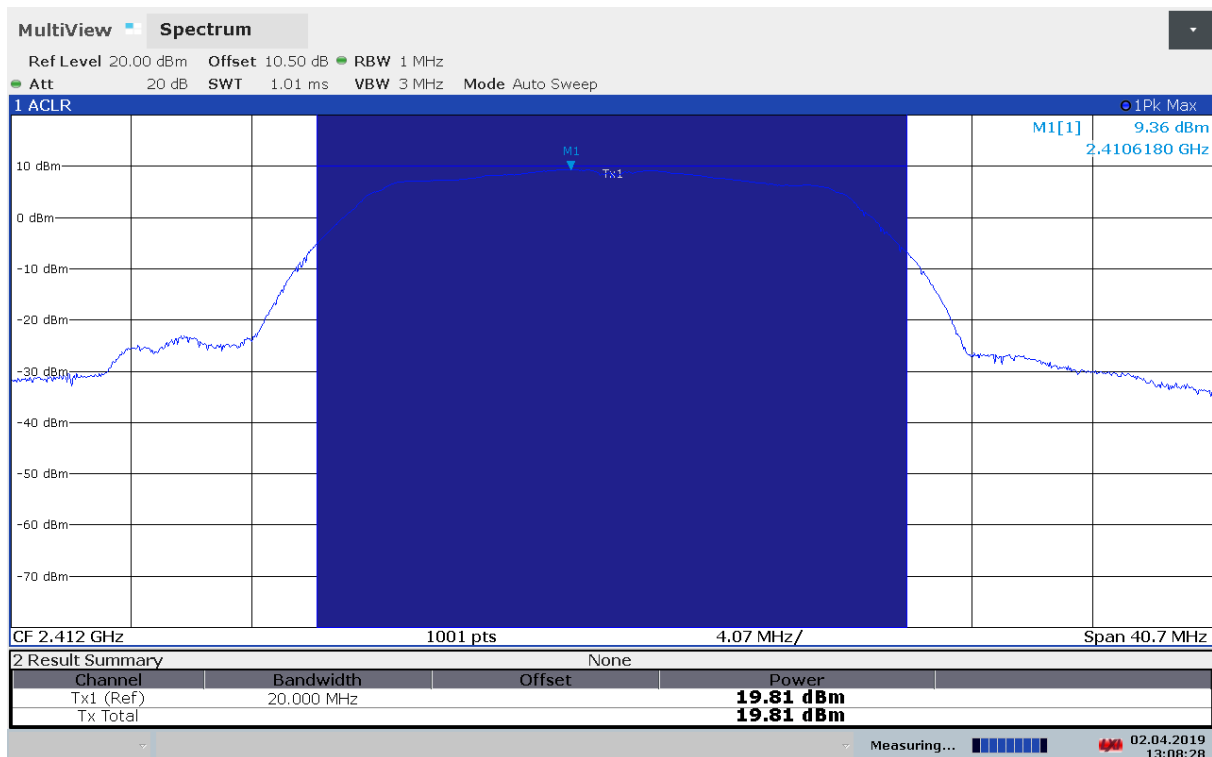 MultiView Spectrum
Ref Level 20.00 dBm Offset 10.50 dB RBW 1 MHz
Att 20 dB SWT 1.01 ms VBW 3 MHz Mode Auto Sweep
1 ACLR 1Pk Max
M1[1] 9.36 dBm
2.4106180 GHz
M1
Tx1
10 dBm
0 dBm
-10 dBm
-20 dBm
-30 dBm
-40 dBm
-50 dBm
-60 dBm
-70 dBm
CF 2.412 GHz 1001 pts 4.07 MHz/ Span 40.7 MHz
2 Result Summary None
Channel Bandwidth Offset Power
Tx1 (Ref) 20.000 MHz 19.81 dBm
Tx Total 19.81 dBm
Measuring... 02.04.2019
13:08:28